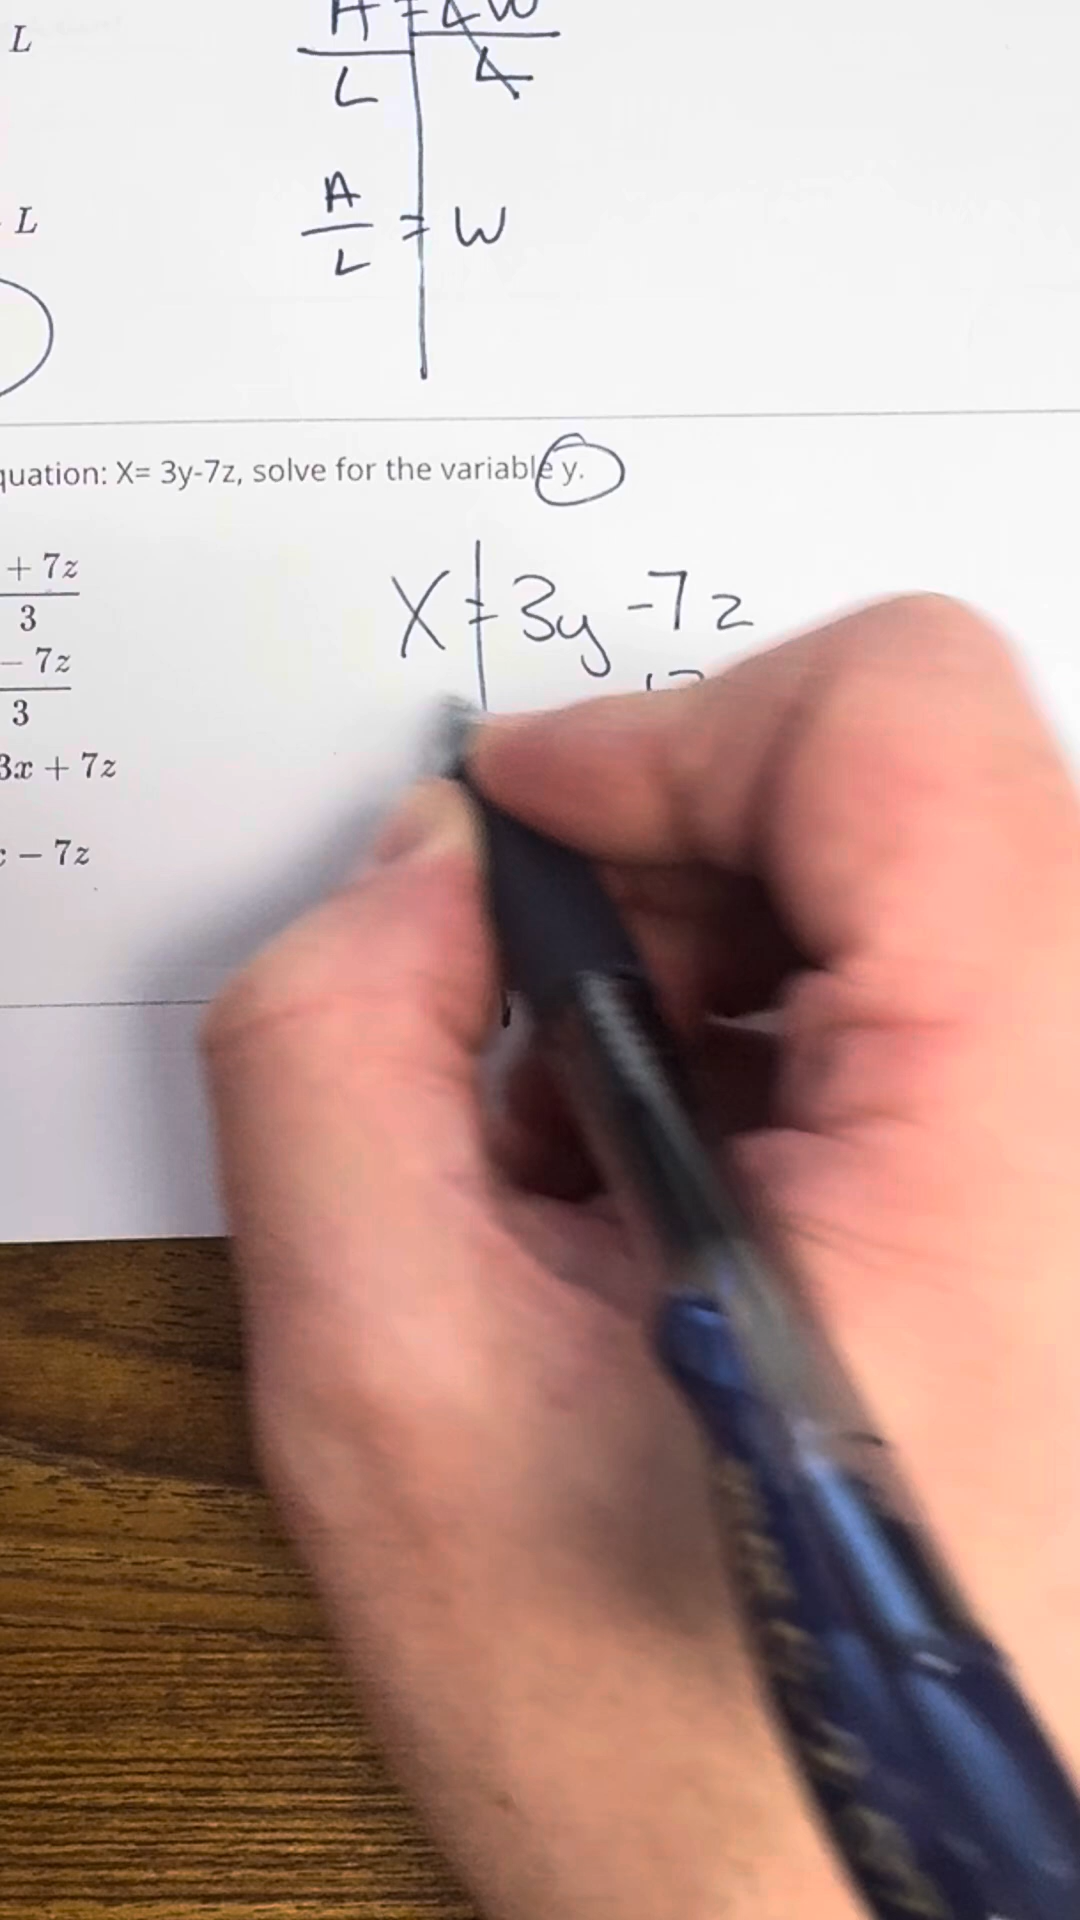 L
A = LW
L
L
A
L = W
L
quation: X= 3y-7z, solve for the variable y.
+ 7z
3
X = 3y - 7z
- 7z
3
3x + 7z
- 7z